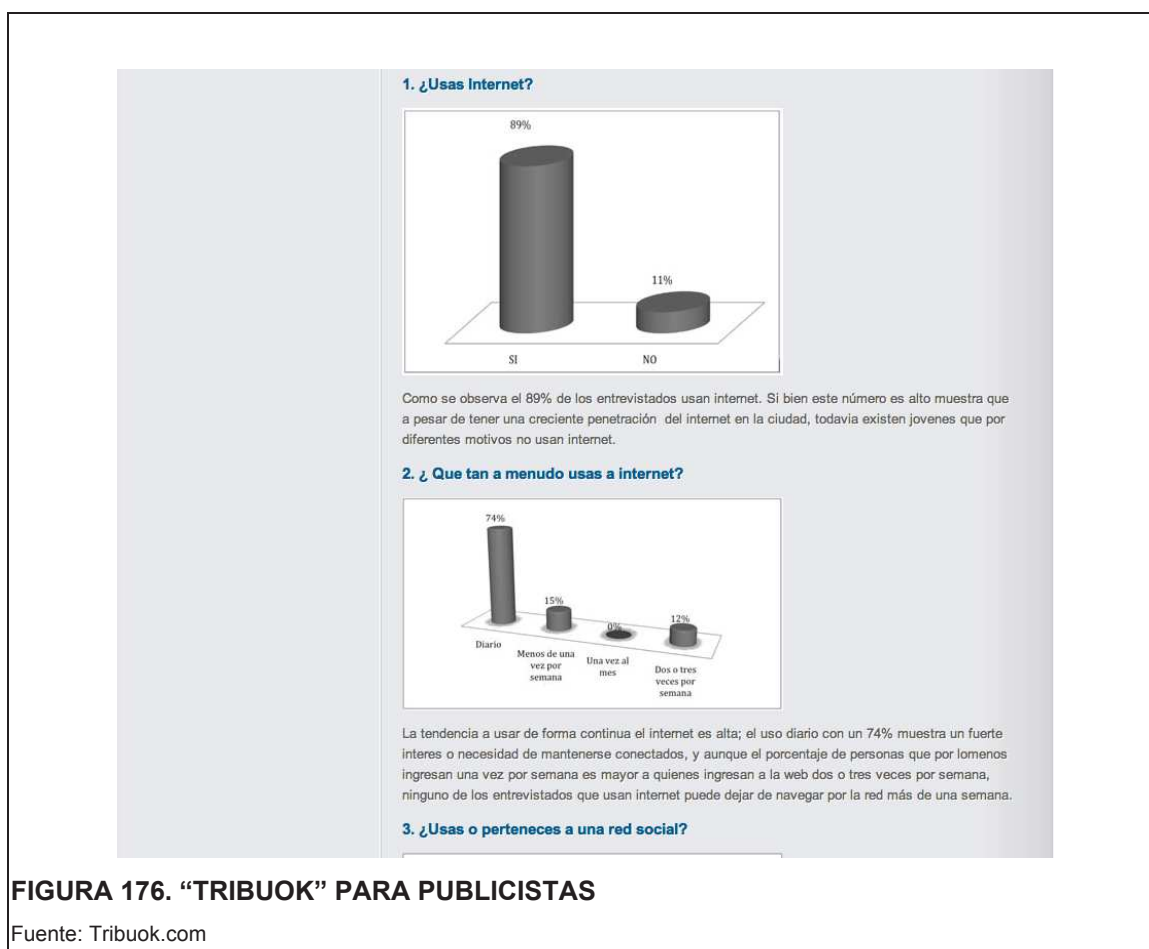 1. ¿Usas Internet?
89%
11%
SI
NO
Como se observa el 89% de los entrevistados usan internet. Si bien este número es alto muestra que
a pesar de tener una creciente penetración del internet en la ciudad, todavia existen jovenes que por
diferentes motivos no usan internet.
2. ¿ Que tan a menudo usas a internet?
74%
15%
0%
12%
Diario
Menos de una
vez por
semana
Una vez al
mes
Dos o tres
veces por
semana
La tendencia a usar de forma continua el internet es alta; el uso diario con un 74% muestra un fuerte
interes o necesidad de mantenerse conectados, y aunque el porcentaje de personas que por lomenos
ingresan una vez por semana es mayor a quienes ingresan a la web dos o tres veces por semana,
ninguno de los entrevistados que usan internet puede dejar de navegar por la red más de una semana.
3. ¿Usas o perteneces a una red social?
FIGURA 176. “TRIBUOK” PARA PUBLICISTAS
Fuente: Tribuok.com